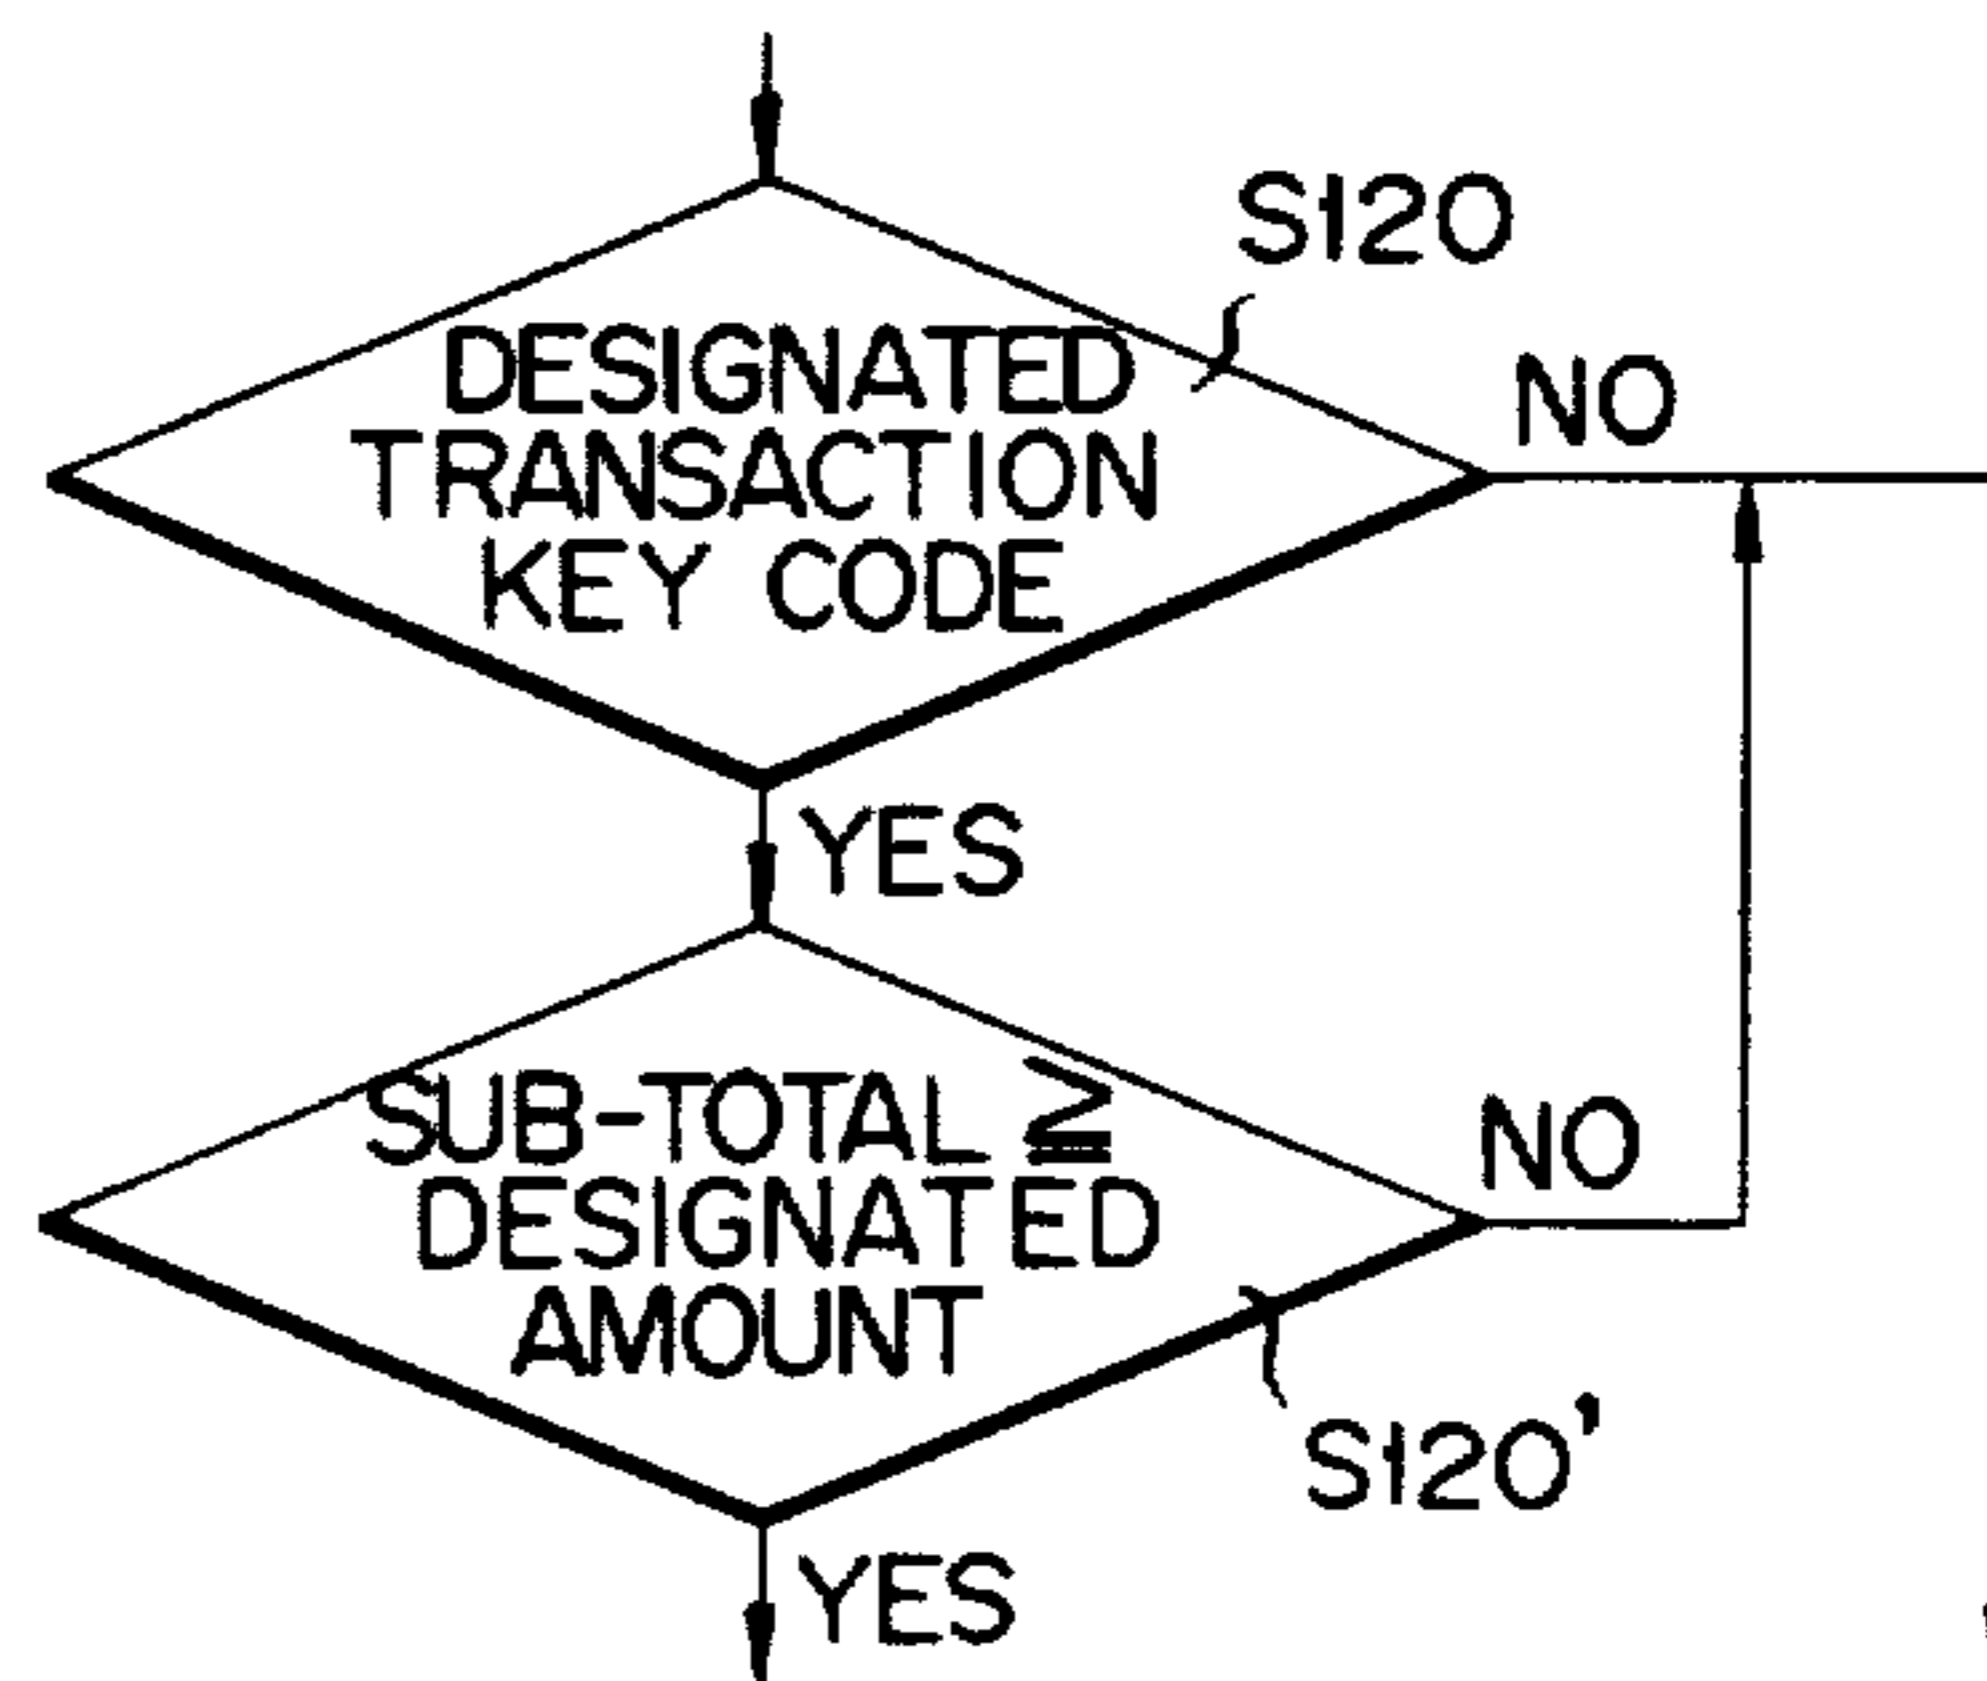 S120
DESIGNATED
TRANSACTION
KEY CODE
NO
YES
SUB-TOTAL ≧
DESIGNATED
AMOUNT
NO
S120'
YES